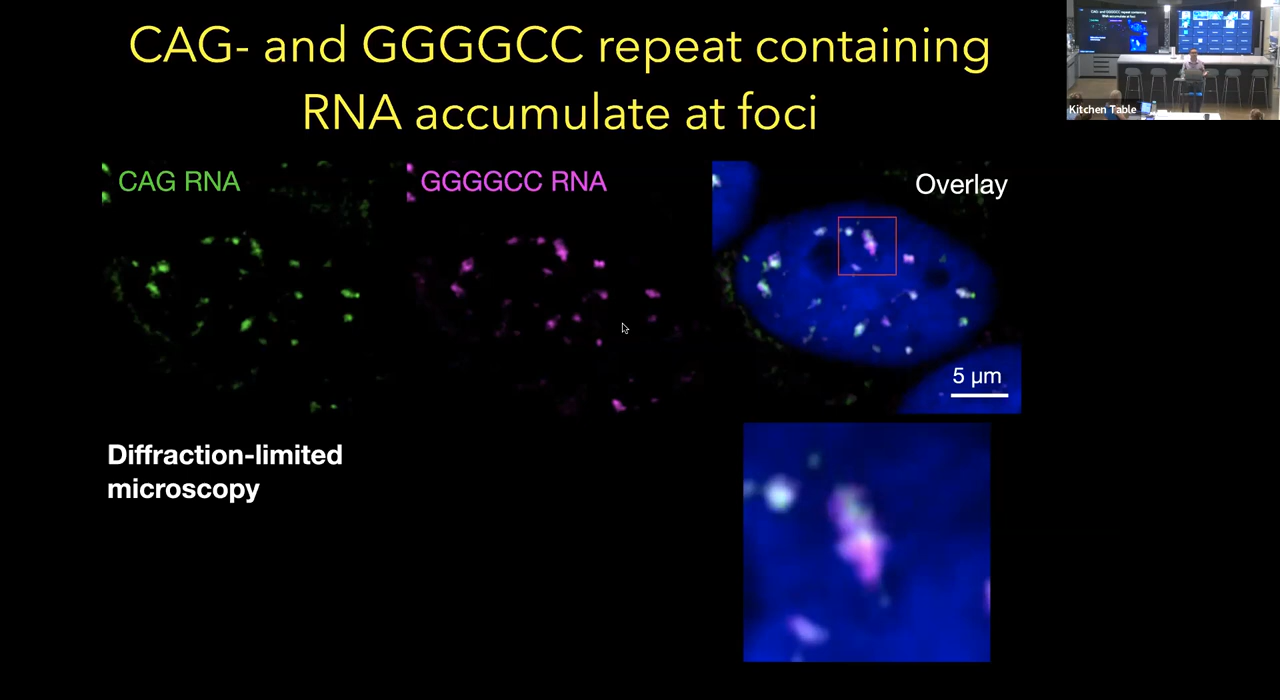 CAG- and GGGGCC repeat containing
RNA accumulate at foci
Kitchen Table
CAG RNA
GGGGCC RNA
Overlay
5 µm
Diffraction-limited
microscopy